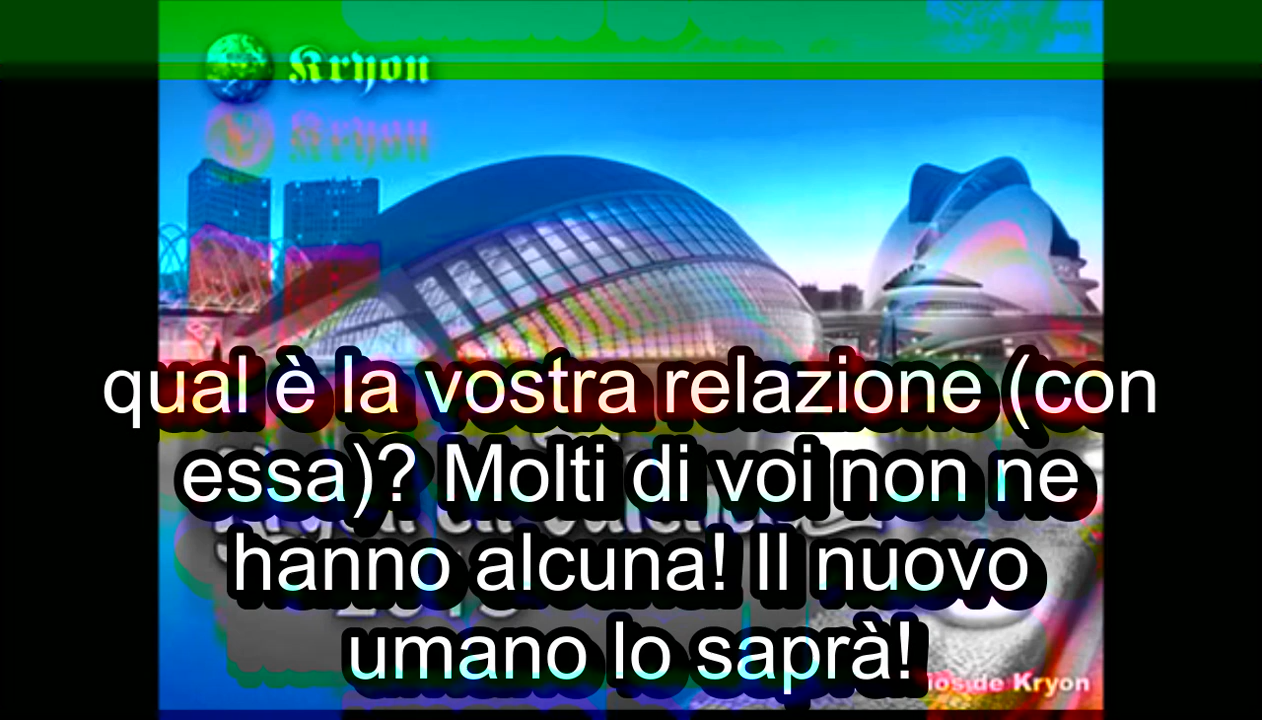 Kryon
Kryon
qual è la vostra relazione (con
essa)? Molti di voi non ne
hanno alcuna! Il nuovo
umano lo saprà!
de Kryon